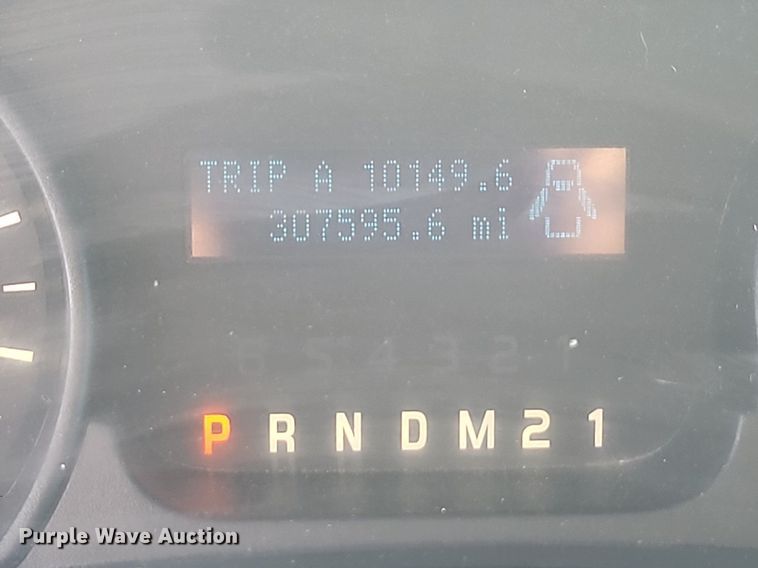 TRIP A 10149.6
307595.6 mi
6 5 4 3 2 1
P R N D M 2 1
Purple Wave Auction